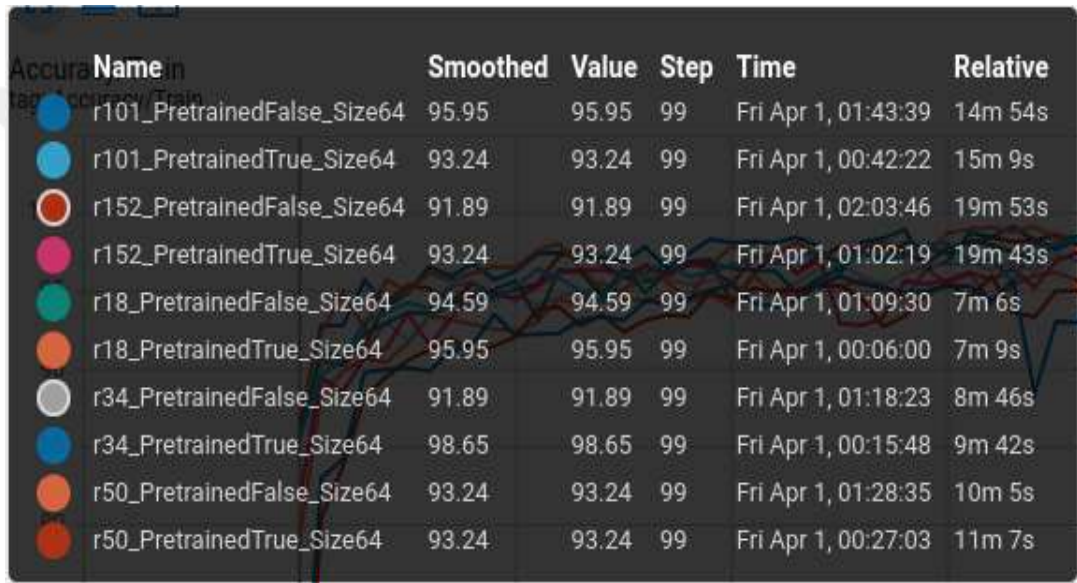 Accuracy/Train
tag: Accuracy/Train
Name Smoothed Value Step Time Relative
r101_PretrainedFalse_Size64 95.95 95.95 99 Fri Apr 1, 01:43:39 14m 54s
r101_PretrainedTrue_Size64 93.24 93.24 99 Fri Apr 1, 00:42:22 15m 9s
r152_PretrainedFalse_Size64 91.89 91.89 99 Fri Apr 1, 02:03:46 19m 53s
r152_PretrainedTrue_Size64 93.24 93.24 99 Fri Apr 1, 01:02:19 19m 43s
r18_PretrainedFalse_Size64 94.59 94.59 99 Fri Apr 1, 01:09:30 7m 6s
r18_PretrainedTrue_Size64 95.95 95.95 99 Fri Apr 1, 00:06:00 7m 9s
r34_PretrainedFalse_Size64 91.89 91.89 99 Fri Apr 1, 01:18:23 8m 46s
r34_PretrainedTrue_Size64 98.65 98.65 99 Fri Apr 1, 00:15:48 9m 42s
r50_PretrainedFalse_Size64 93.24 93.24 99 Fri Apr 1, 01:28:35 10m 5s
r50_PretrainedTrue_Size64 93.24 93.24 99 Fri Apr 1, 00:27:03 11m 7s